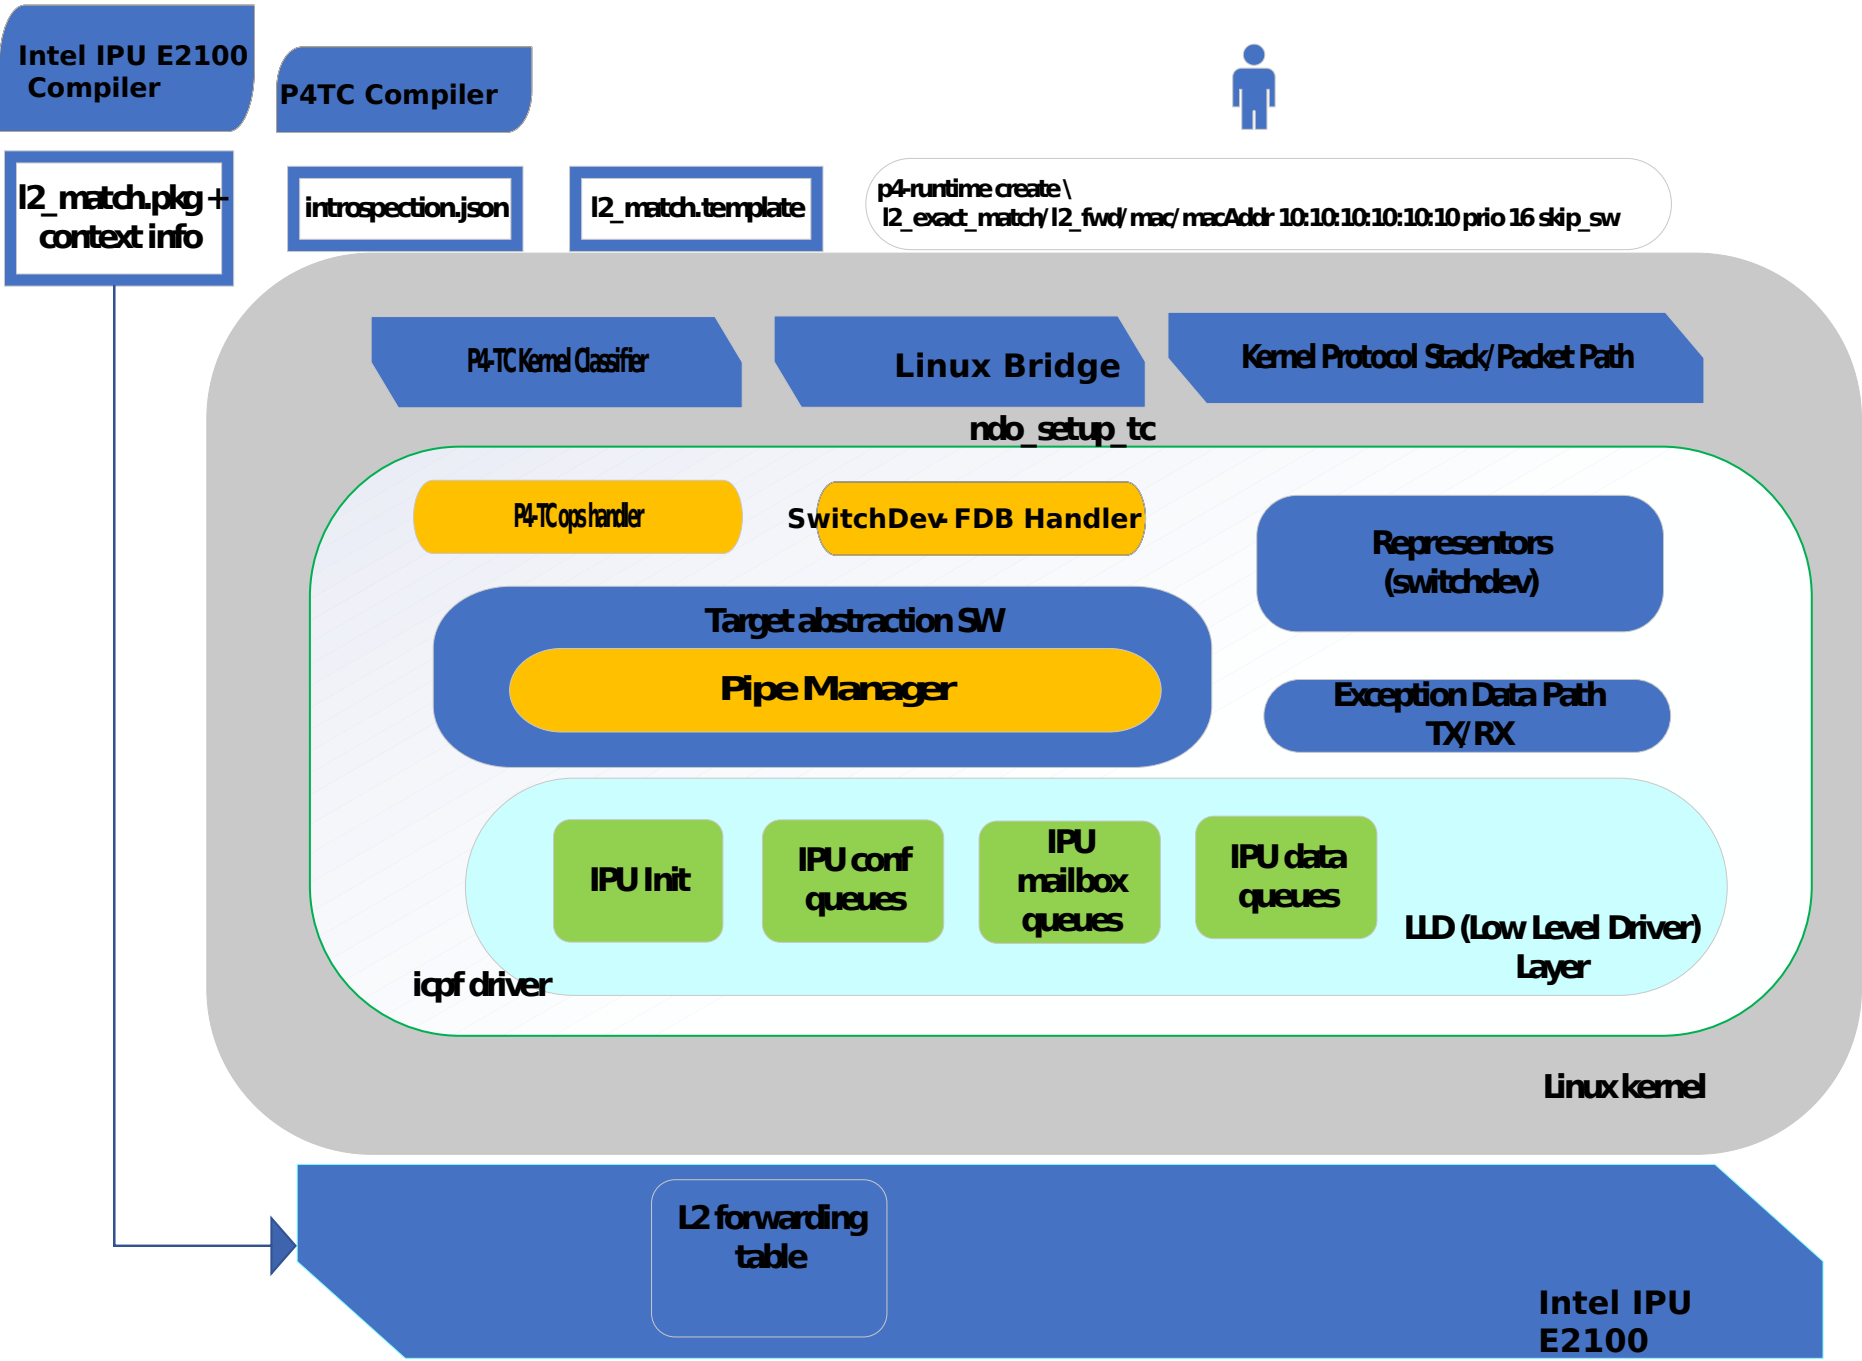 Intel IPU E2100
Compiler
P4TC Compiler
l2_match.pkg +
context info
introspection.json
l2_match.template
p4-runtime create \
l2_exact_match/l2_fwd/mac/macAddr 10:10:10:10:10:10 prio 16 skip_sw
P4-TC Kernel Classifier
Linux Bridge
Kernel Protocol Stack/Packet Path
ndo_setup_tc
P4-TC ops handler
SwitchDev- FDB Handler
Representors
(switchdev)
Target abstraction SW
Pipe Manager
Exception Data Path
TX/RX
IPU Init
IPU conf
queues
IPU
mailbox
queues
IPU data
queues
LLD (Low Level Driver)
Layer
icpf driver
Linux kernel
L2 forwarding
table
Intel IPU
E2100